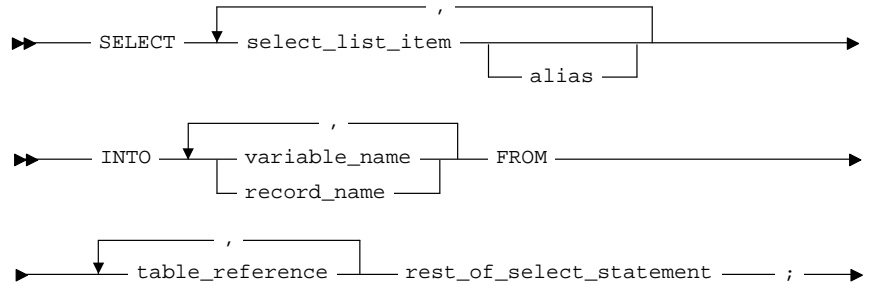 ,
SELECT select_list_item
alias
,
INTO variable_name FROM
record_name
,
table_reference rest_of_select_statement ;